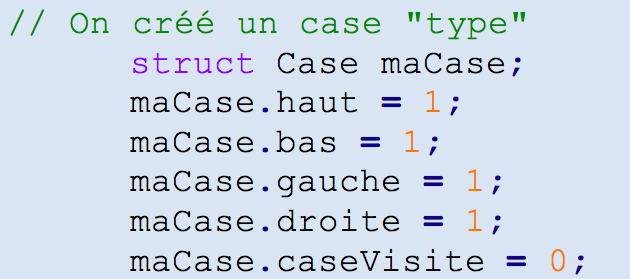 // On créé un case "type"
struct Case maCase;
maCase.haut = 1;
maCase.bas = 1;
maCase.gauche = 1;
maCase.droite = 1;
maCase.caseVisite = 0;